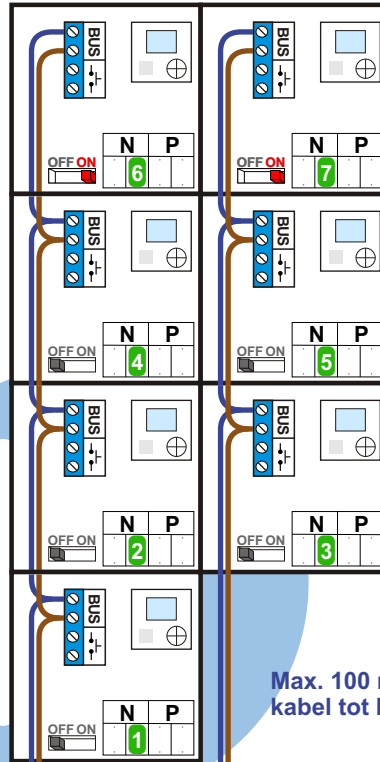 BUS
BUS
N P
N P
OFF ON
6
OFF ON
7
BUS
BUS
N P
N P
OFF ON
4
OFF ON
5
BUS
BUS
N P
N P
OFF ON
2
OFF ON
3
BUS
Max. 100
kabel tot
N P
OFF ON
1